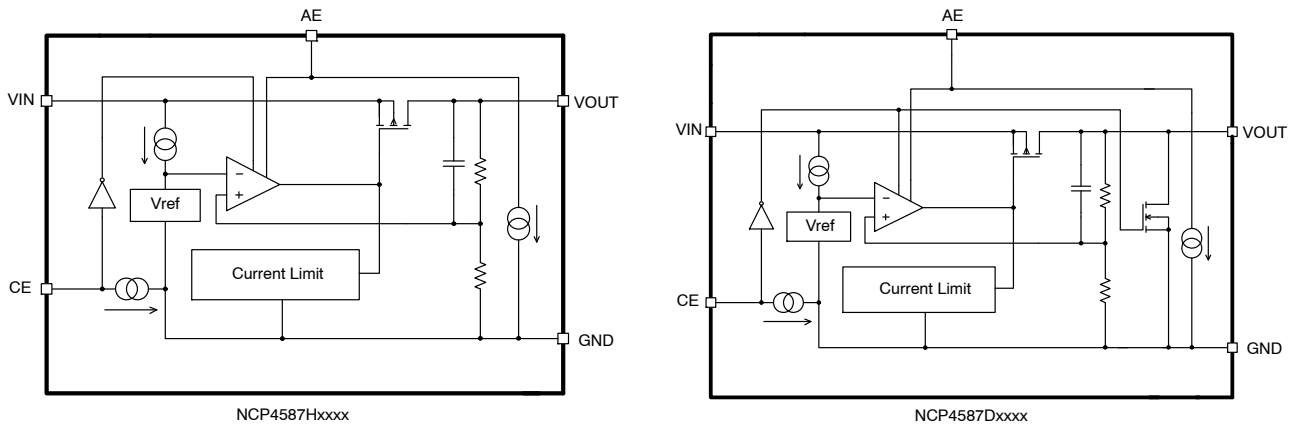 AE
VIN
VOUT
−
+
Vref
Current Limit
CE
GND
NCP4587Hxxxx
AE
VIN
VOUT
−
+
Vref
Current Limit
CE
GND
NCP4587Dxxxx